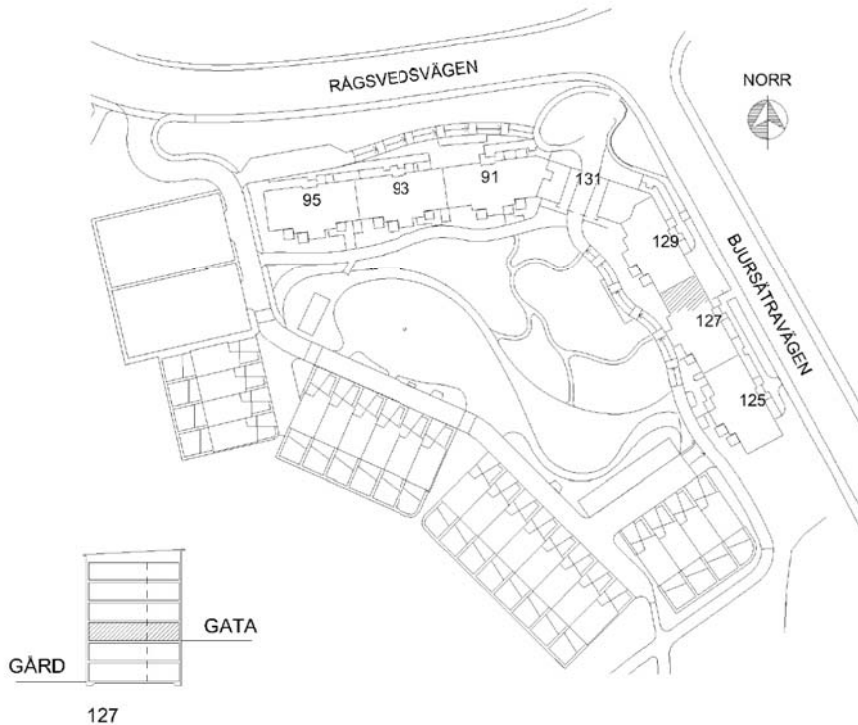 RÅGSVEDSVÄGEN
NORR
95
93
91
131
129
BJURSÄTRAVÄGEN
127
125
GATA
GÅRD
127